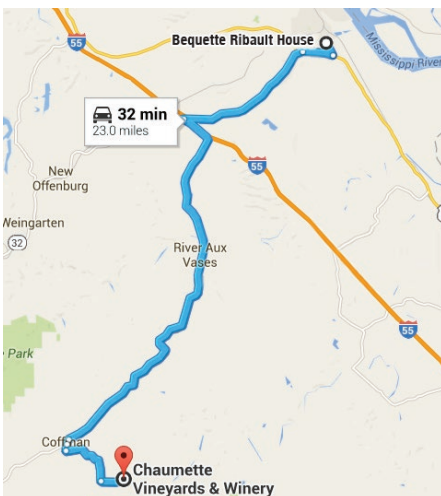 55
Bequette Ribault House
Mississippi River
32 min
23.0 miles
New
Offenburg
55
Weingarten
32
River Aux
Vases
55
Park
Coffman
Chaumette
Vineyards & Winery